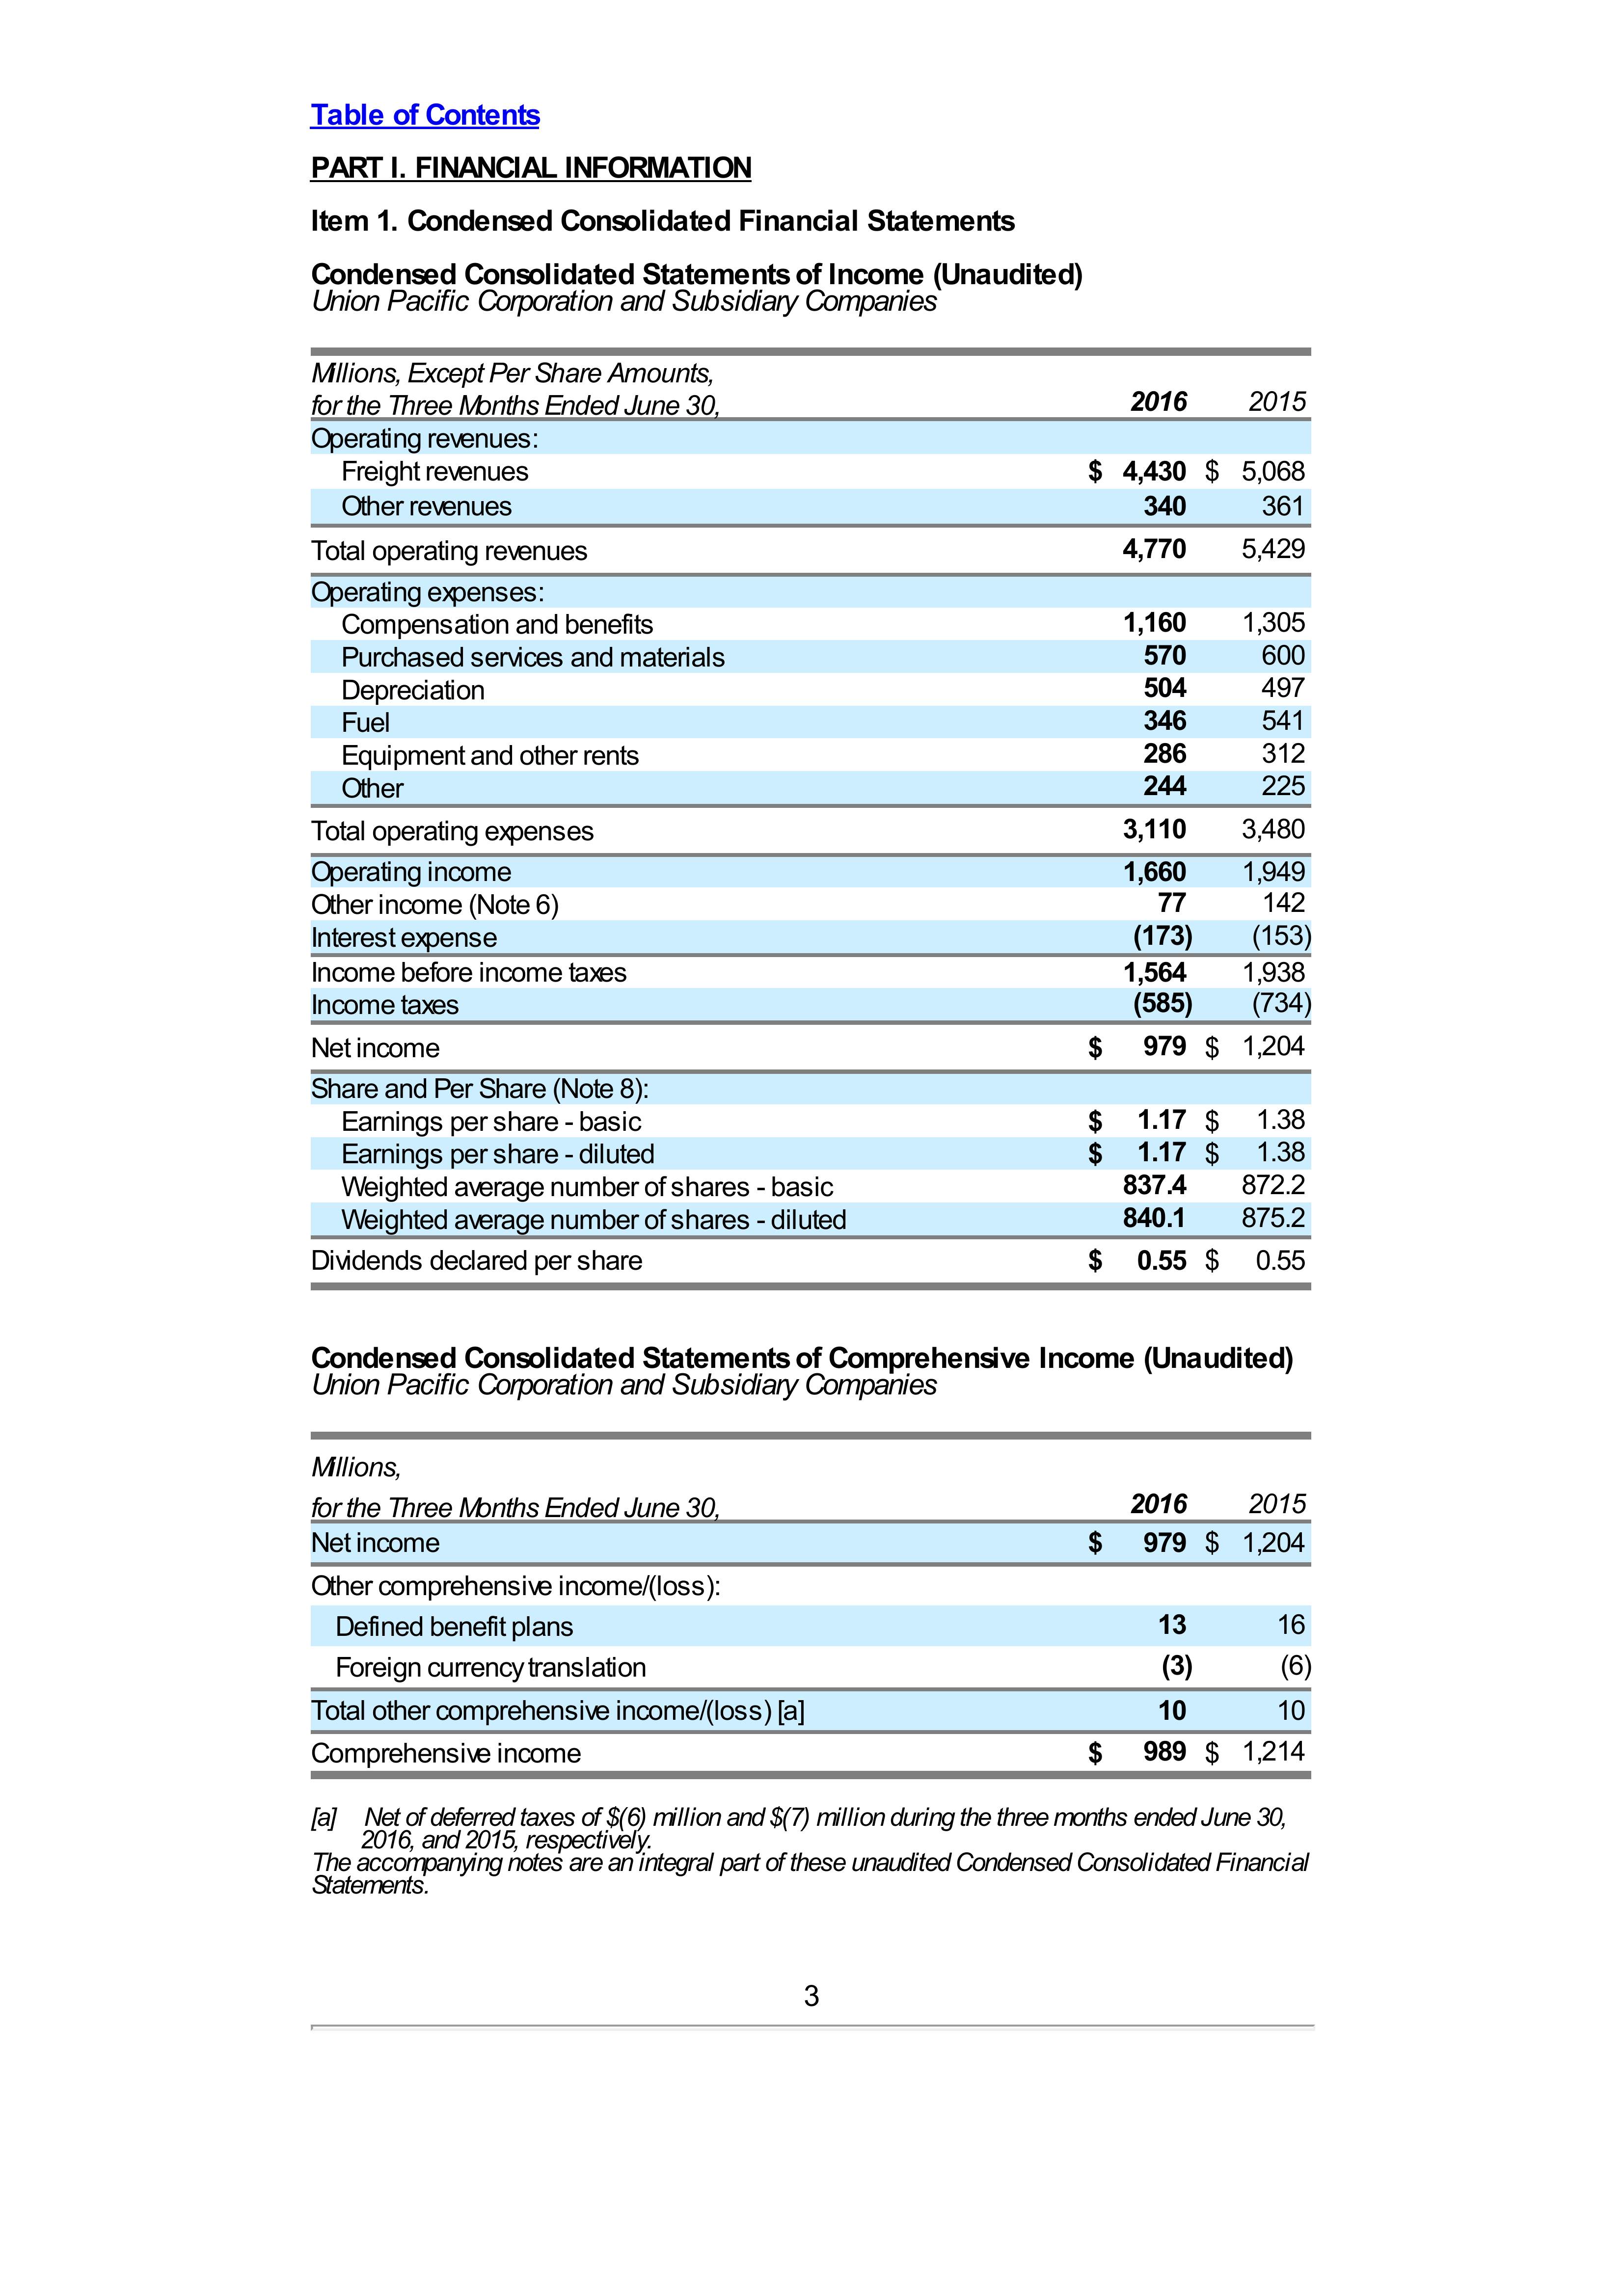 Table of Contents
PART I. FINANCIAL INFORMATION
Item 1. Condensed Consolidated Financial Statements
Condensed Consolidated Statements of Income (Unaudited)
Union Pacific Corporation and Subsidiary Companies
Millions, Except Per Share Amounts,
for the Three Months Ended June 30, 2016 2015
Operating revenues:
Freight revenues $ 4,430 $ 5,068
Other revenues 340 361
Total operating revenues 4,770 5,429
Operating expenses:
Compensation and benefits 1,160 1,305
Purchased services and materials 570 600
Depreciation 504 497
Fuel 346 541
Equipment and other rents 286 312
Other 244 225
Total operating expenses 3,110 3,480
Operating income 1,660 1,949
Other income (Note 6) 77 142
Interest expense (173) (153)
Income before income taxes 1,564 1,938
Income taxes (585) (734)
Net income $ 979 $ 1,204
Share and Per Share (Note 8):
Earnings per share - basic $ 1.17 $ 1.38
Earnings per share - diluted $ 1.17 $ 1.38
Weighted average number of shares - basic 837.4 872.2
Weighted average number of shares - diluted 840.1 875.2
Dividends declared per share $ 0.55 $ 0.55
Condensed Consolidated Statements of Comprehensive Income (Unaudited)
Union Pacific Corporation and Subsidiary Companies
Millions,
for the Three Months Ended June 30, 2016 2015
Net income $ 979 $ 1,204
Other comprehensive income/(loss):
Defined benefit plans 13 16
Foreign currency translation (3) (6)
Total other comprehensive income/(loss) [a] 10 10
Comprehensive income $ 989 $ 1,214
[a] Net of deferred taxes of $(6) million and $(7) million during the three months ended June 30,
2016, and 2015, respectively.
The accompanying notes are an integral part of these unaudited Condensed Consolidated Financial
Statements.
3